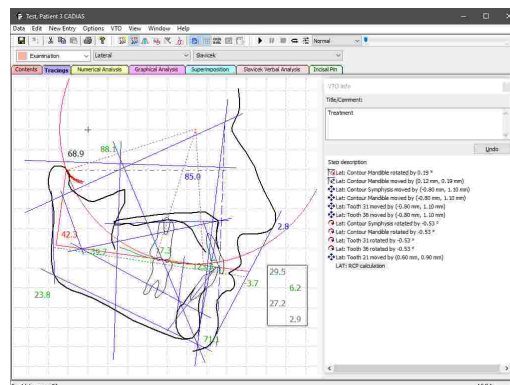 Test, Patient 3 CADIAS
Data Edit New Entry Options VTO View Window Help
Normal
Examination Lateral Slavicek
Contents Tracings Numerical Analysis Graphical Analysis Superimposition Slavicek Verbal Analysis Incisal Pin
VTO Info
Title/Comment:
Treatment
Undo
Step description
Lat: Contour Mandible rotated by 0.19 °
Lat: Contour Mandible moved by (0.12 mm, 0.19 mm)
Lat: Contour Symphysis moved by (-0.80 mm, 1.10 mm)
Lat: Contour Mandible moved by (-0.80 mm, 1.10 mm)
Lat: Tooth 31 moved by (-0.80 mm, 1.10 mm)
Lat: Tooth 36 moved by (-0.80 mm, 1.10 mm)
Lat: Contour Symphysis rotated by -0.53 °
Lat: Contour Mandible rotated by -0.53 °
Lat: Tooth 31 rotated by -0.53 °
Lat: Tooth 36 rotated by -0.53 °
Lat: Tooth 21 moved by (0.60 mm, 0.90 mm)
LAT: RCP calculation
68.9
88.1
85.0
42.3
2.8
-3.7
23.8
71.1
29.5
6.2
27.2
2.9